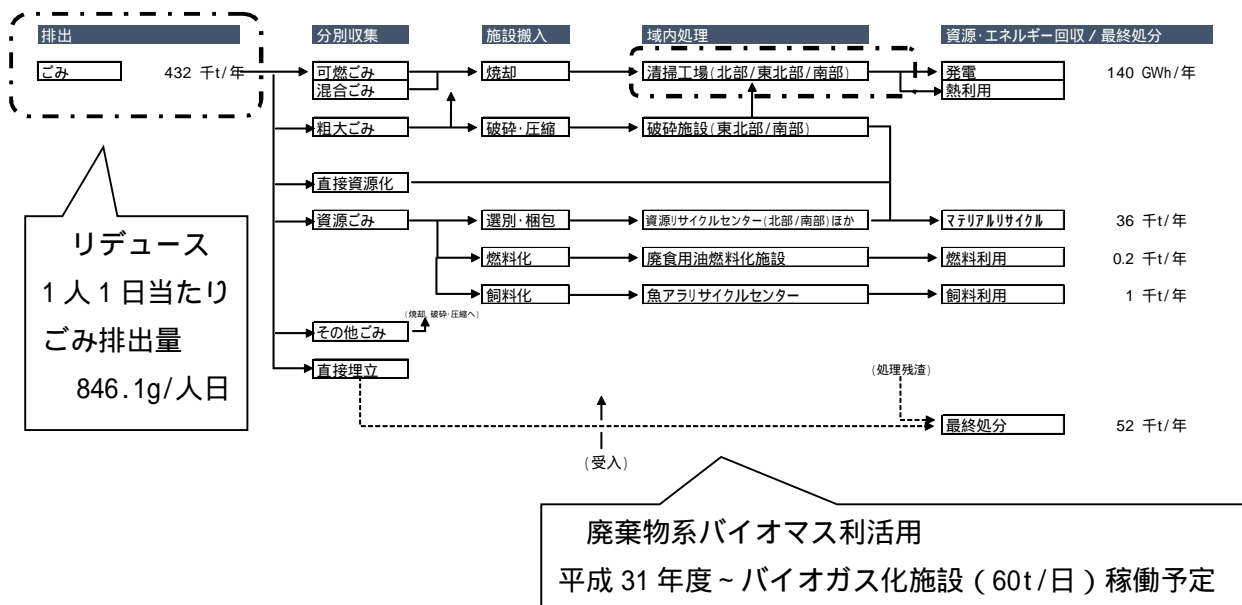 排出 分別収集 施設搬入 域内処理 資源・エネルギー回収/最終処分
ごみ 432 千t/年 可燃ごみ 焼却 清掃工場(北部/東北部/南部) 発電 140 GWh/年
混合ごみ 熱利用
粗大ごみ 破砕・圧縮 破砕施設(東北部/南部)
直接資源化
資源ごみ 選別・梱包 資源リサイクルセンター(北部/南部)ほか マテリアルリサイクル 36 千t/年
燃料化 廃食用油燃料化施設 燃料利用 0.2 千t/年
飼料化 魚アラリサイクルセンター 飼料利用 1 千t/年
(焼却, 破砕・圧縮へ)
その他ごみ
直接埋立 (処理残渣)
最終処分 52 千t/年
(受入)
リデュース
1人1日当たり
ごみ排出量
846.1g/人日
廃棄物系バイオマス利活用
平成 31 年度~バイオガス化施設(60t/日)稼働予定